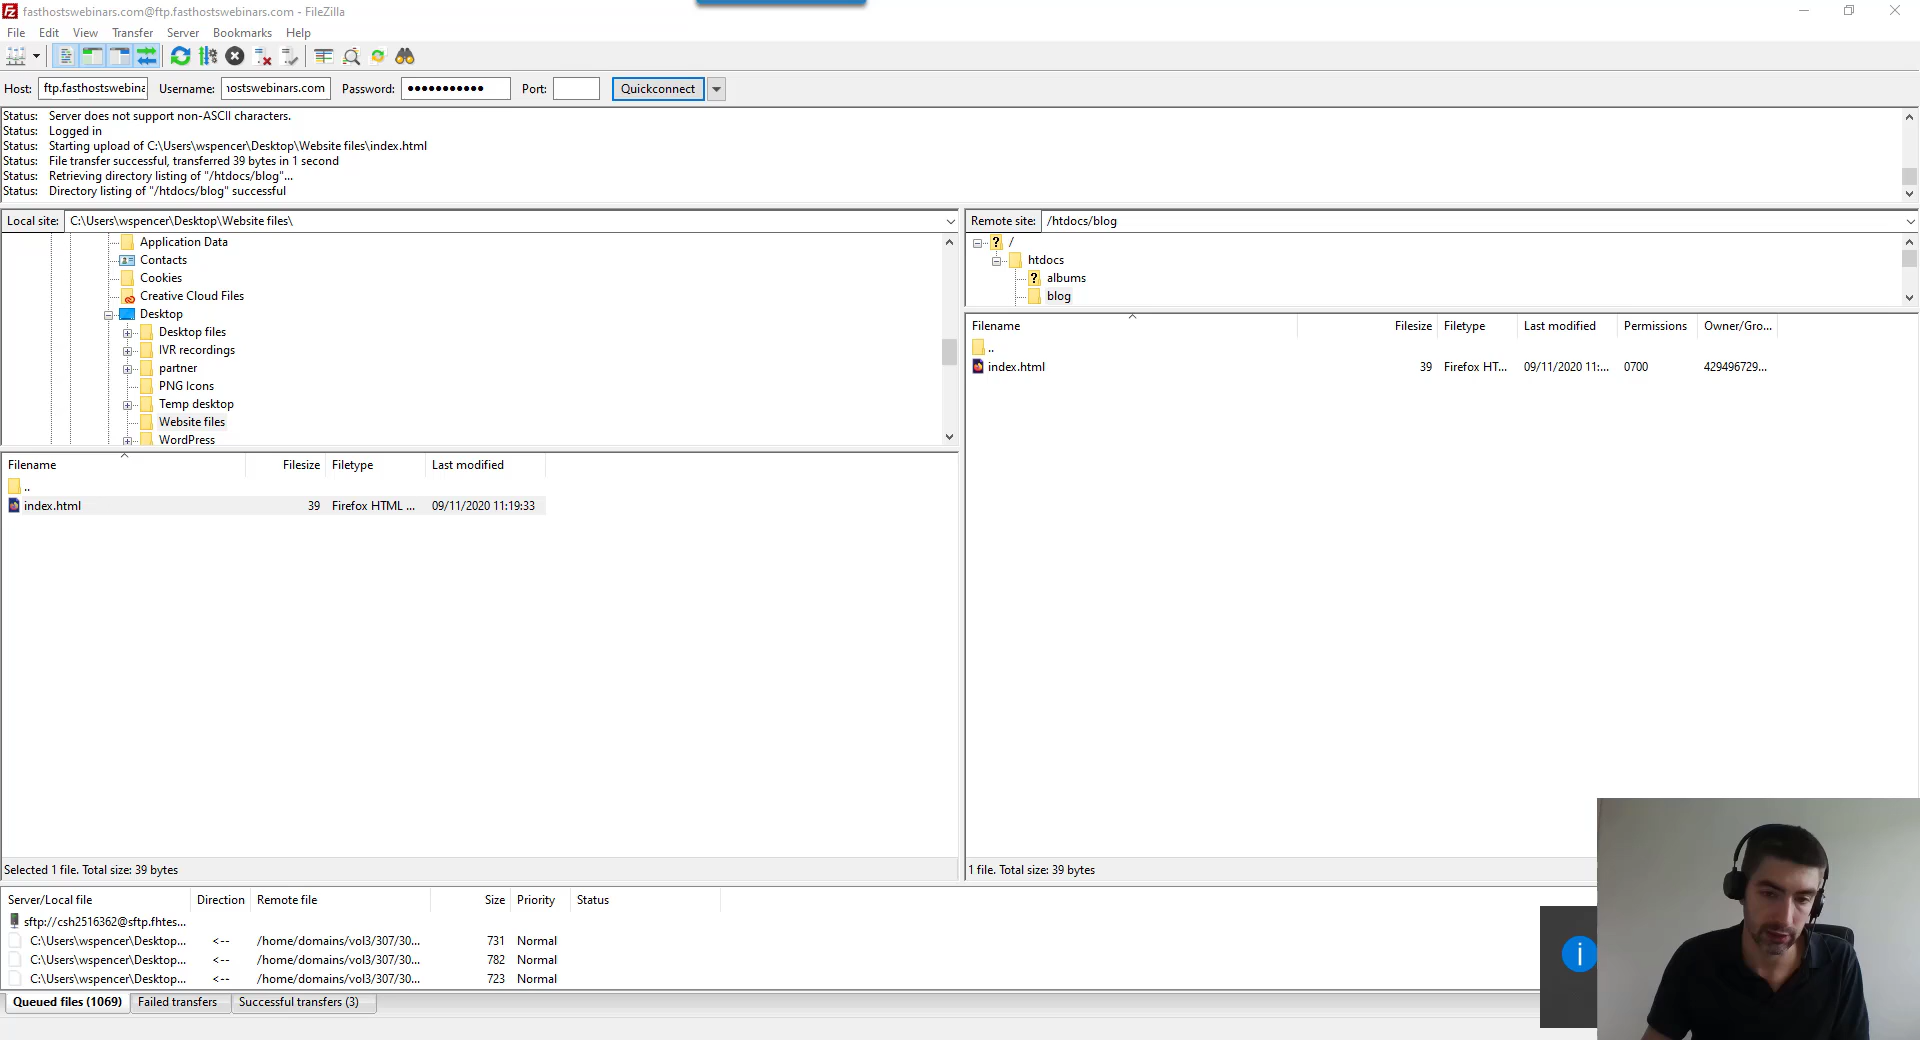 fasthostswebinars.com@ftp.fasthostswebinars.com - FileZilla
File Edit View Transfer Server Bookmarks Help
Host: ftp.fasthostswebina Username: nostswebinars.com Password: ●●●●●●●●●●● Port: Quickconnect
Status: Server does not support non-ASCII characters.
Status: Logged in
Status: Starting upload of C:\Users\wspencer\Desktop\Website files\index.html
Status: File transfer successful, transferred 39 bytes in 1 second
Status: Retrieving directory listing of "/htdocs/blog"...
Status: Directory listing of "/htdocs/blog" successful
Local site: C:\Users\wspencer\Desktop\Website files\
Application Data
Contacts
Cookies
Creative Cloud Files
Desktop
Desktop files
IVR recordings
partner
PNG Icons
Temp desktop
Website files
WordPress
Filename Filesize Filetype Last modified
..
index.html 39 Firefox HTML ... 09/11/2020 11:19:33
Selected 1 file. Total size: 39 bytes
Remote site: /htdocs/blog
/
htdocs
albums
blog
Filename Filesize Filetype Last modified Permissions Owner/Gro...
..
index.html 39 Firefox HT... 09/11/2020 11:... 0700 429496729...
1 file. Total size: 39 bytes
Server/Local file Direction Remote file Size Priority Status
sftp://csh2516362@sftp.fhtes...
C:\Users\wspencer\Desktop... <-- /home/domains/vol3/307/30... 731 Normal
C:\Users\wspencer\Desktop... <-- /home/domains/vol3/307/30... 782 Normal
C:\Users\wspencer\Desktop... <-- /home/domains/vol3/307/30... 723 Normal
Queued files (1069) Failed transfers Successful transfers (3)